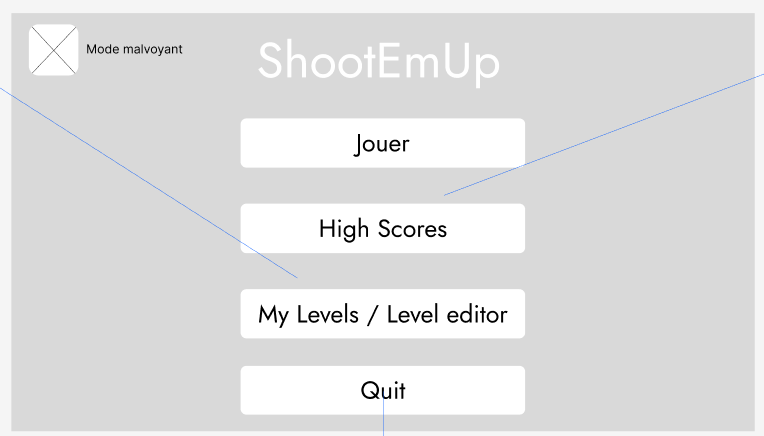 Mode malvoyant
ShootEmUp
Jouer
High Scores
My Levels / Level editor
Quit